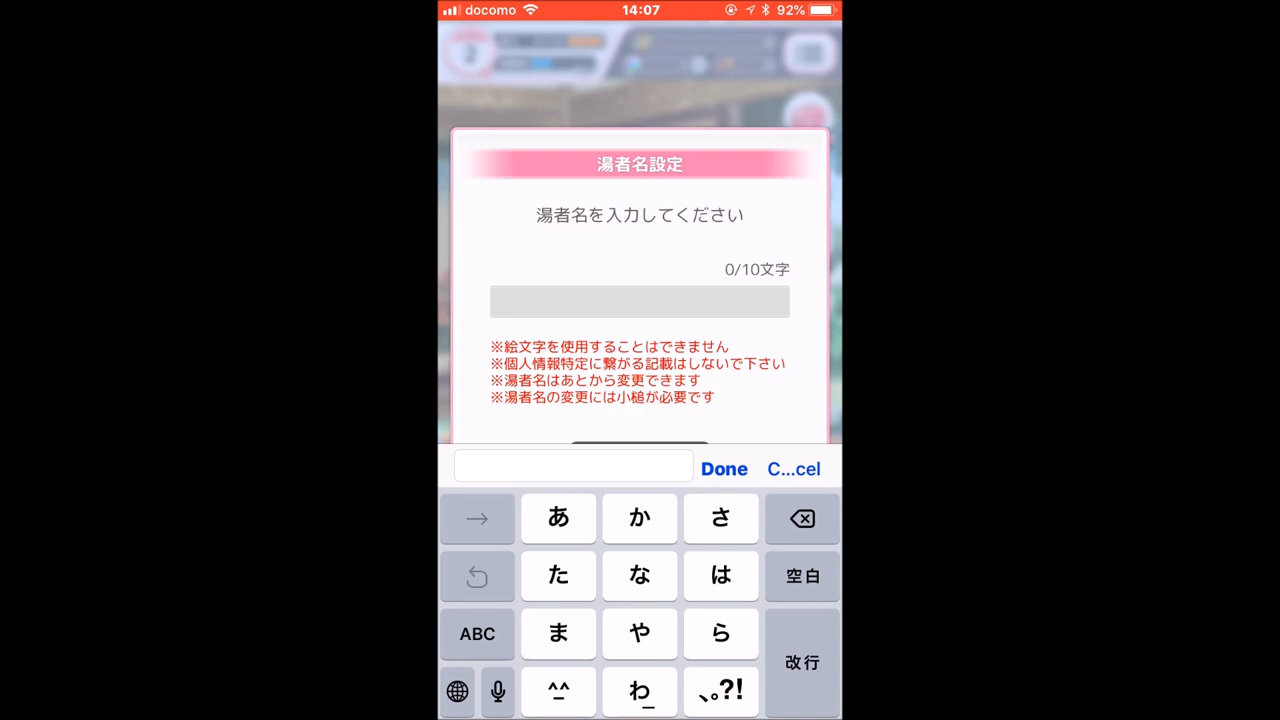 docomo 14:07 92%
湯者名設定
湯者名を入力してください
0/10文字
※絵文字を使用することはできません
※個人情報特定に繋がる記載はしないで下さい
※湯者名はあとから変更できます
※湯者名の変更には小槌が必要です
Done C...cel
→ あ か さ
た な は 空白
ABC ま や ら 改行
^_^ わ_ 、。?!